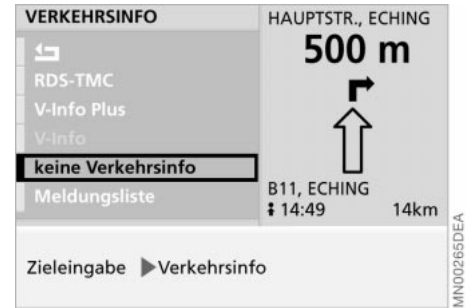 VERKEHRSINFO
RDS-TMC
V-Info Plus
V-Info
keine Verkehrsinfo
Meldungsliste
HAUPTSTR., ECHING
500 m
B11, ECHING
14:49 14km
Zieleingabe ▶Verkehrsinfo
MN00265DEA